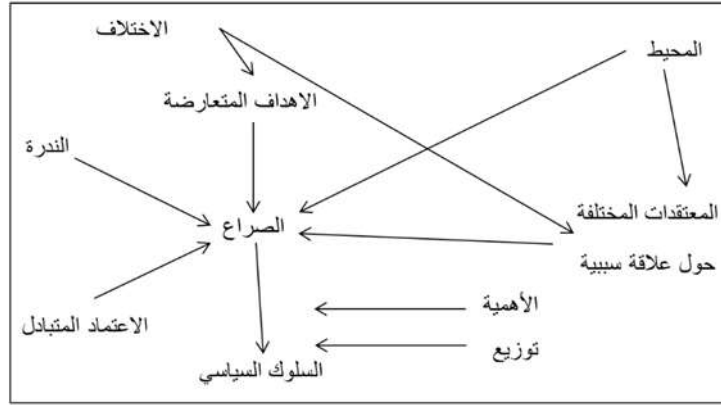 الاختلاف
المحيط
الاهداف المتعارضة
الندرة
المعتقدات المختلفة
الصراع
حول علاقة سببية
الأهمية
الاعتماد المتبادل
توزيع
السلوك السياسي